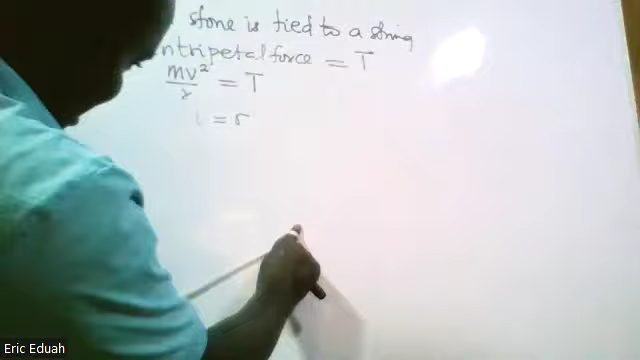 stone is tied to a string
ntripetal force = T
mv²/r = T
l = r
Eric Eduah